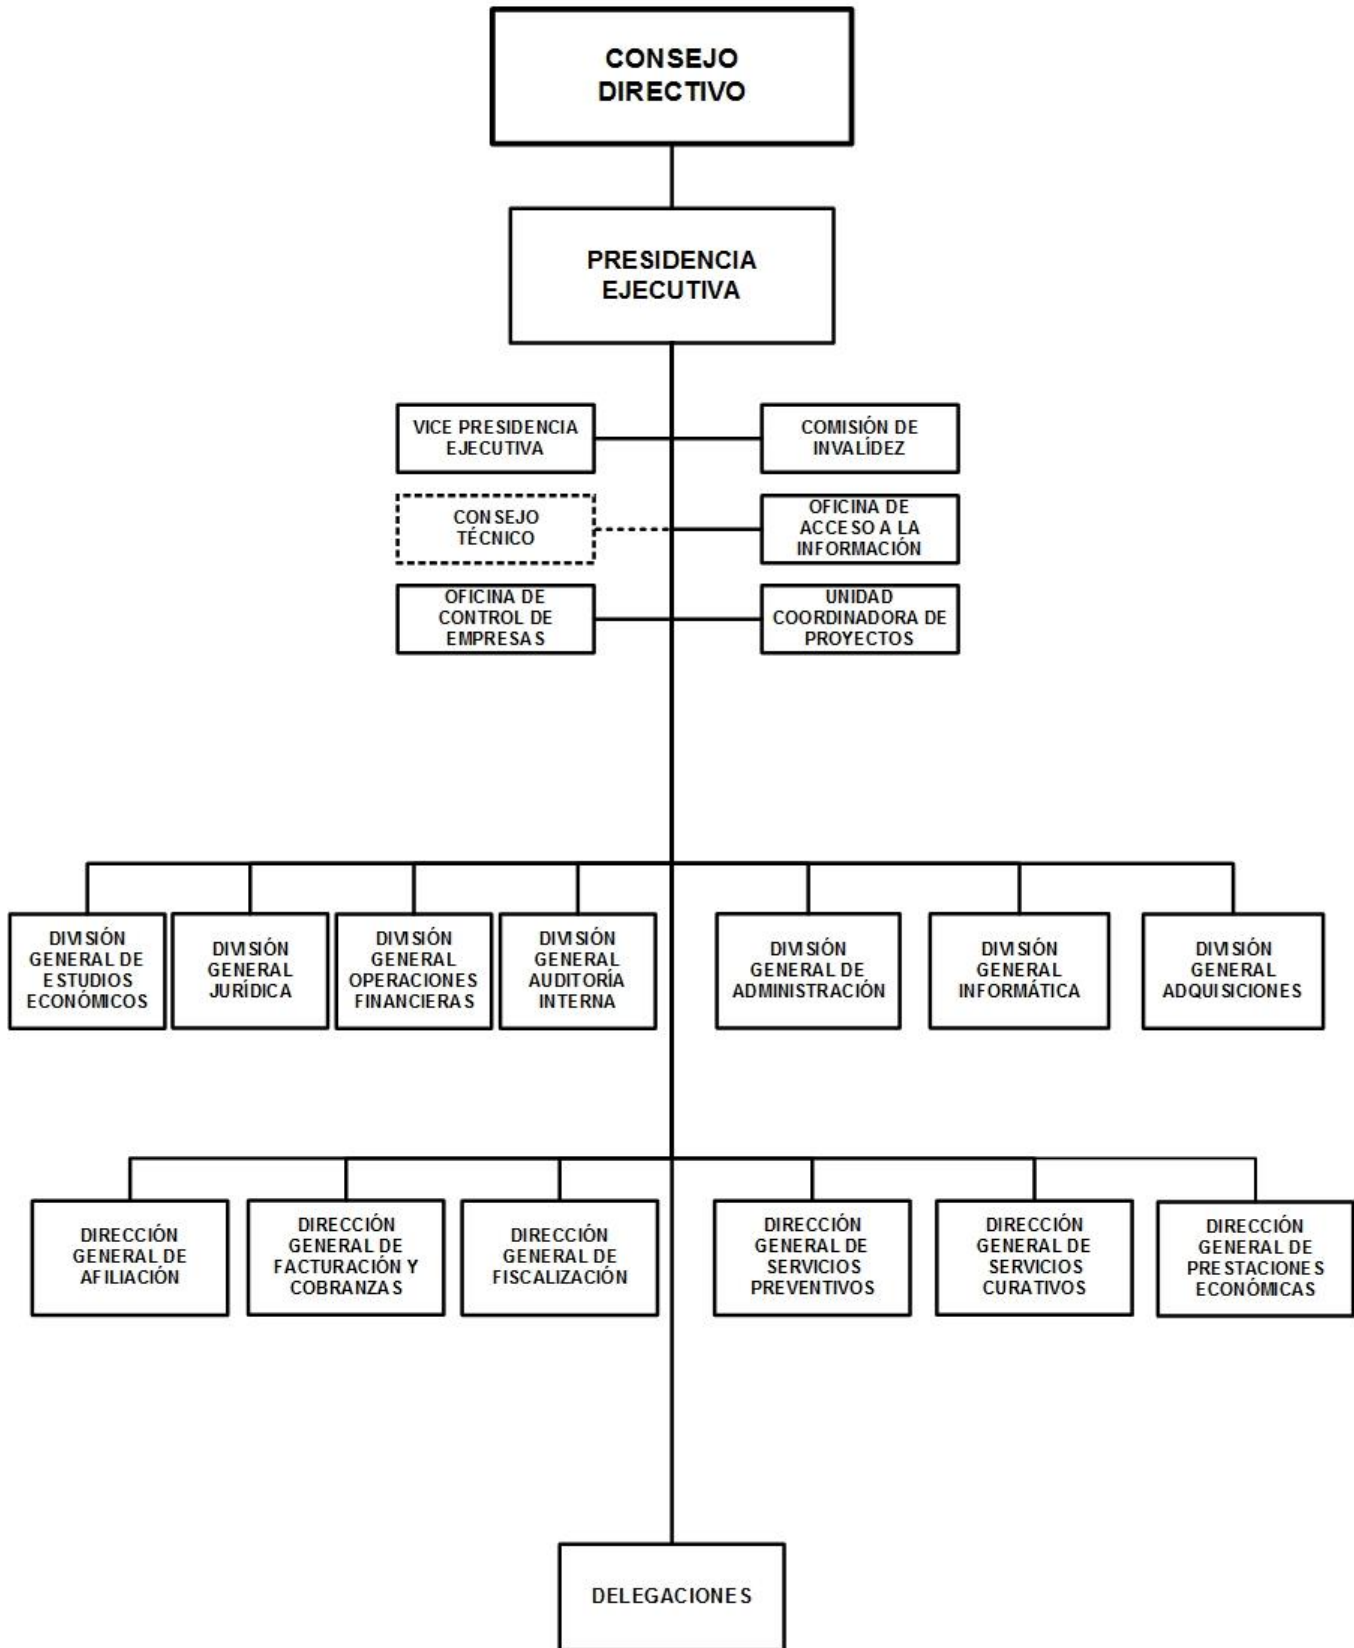 CONSEJO
DIRECTIVO
PRESIDENCIA
EJECUTIVA
VICE PRESIDENCIA
EJECUTIVA
COMISIÓN DE
INVALÍDEZ
CONSEJO
TÉCNICO
OFICINA DE
ACCESO A LA
INFORMACIÓN
OFICINA DE
CONTROL DE
EMPRESAS
UNIDAD
COORDINADORA DE
PROYECTOS
DIVISIÓN
GENERAL DE
ESTUDIOS
ECONÓMICOS
DIVISIÓN
GENERAL
JURÍDICA
DIVISIÓN
GENERAL
OPERACIONES
FINANCIERAS
DIVISIÓN
GENERAL
AUDITORÍA
INTERNA
DIVISIÓN
GENERAL DE
ADMINISTRACIÓN
DIVISIÓN
GENERAL
INFORMÁTICA
DIVISIÓN
GENERAL
ADQUISICIONES
DIRECCIÓN
GENERAL DE
AFILIACIÓN
DIRECCIÓN
GENERAL DE
FACTURACIÓN Y
COBRANZAS
DIRECCIÓN
GENERAL DE
FISCALIZACIÓN
DIRECCIÓN
GENERAL DE
SERVICIOS
PREVENTIVOS
DIRECCIÓN
GENERAL DE
SERVICIOS
CURATIVOS
DIRECCIÓN
GENERAL DE
PRESTACIONES
ECONÓMICAS
DELEGACIONES